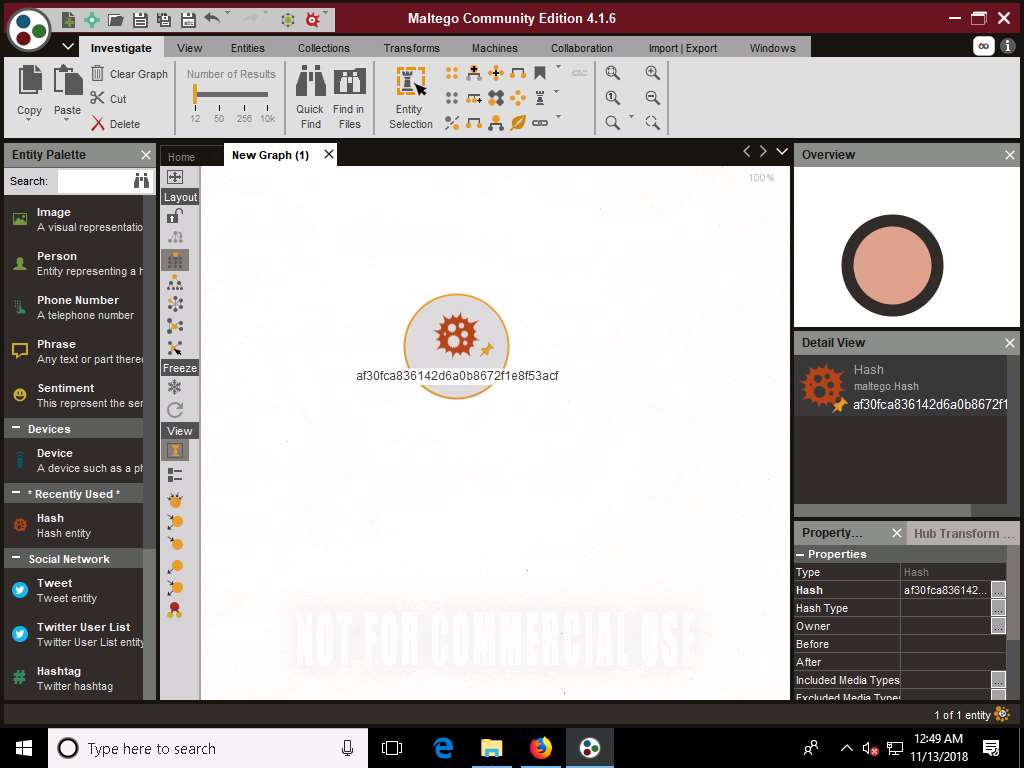 Maltego Community Edition 4.1.6
Investigate View Entities Collections Transforms Machines Collaboration Import | Export Windows
Copy
Paste
Clear Graph
Cut
Delete
Number of Results
12 50 256 10k
Quick
Find
Find in
Files
Entity
Selection
Entity Palette
Search:
Image
A visual representatio
Person
Entity representing a h
Phone Number
A telephone number
Phrase
Any text or part thereo
Sentiment
This represent the ser
Devices
Device
A device such as a ph
* Recently Used *
Hash
Hash entity
Social Network
Tweet
Tweet entity
Twitter User List
Twitter User List entity
Hashtag
Twitter hashtag
Home
New Graph (1)
Layout
Freeze
View
100%
af30fca836142d6a0b8672f1e8f53acf
NOT FOR COMMERCIAL USE
Overview
Detail View
Hash
maltego.Hash
af30fca836142d6a0b8672f1
Property...
Hub Transform ...
Properties
Type Hash
Hash af30fca836142... ...
Hash Type ...
Owner ...
Before
After
Included Media Types ...
Excluded Media Types
1 of 1 entity
Type here to search
12:49 AM
11/13/2018